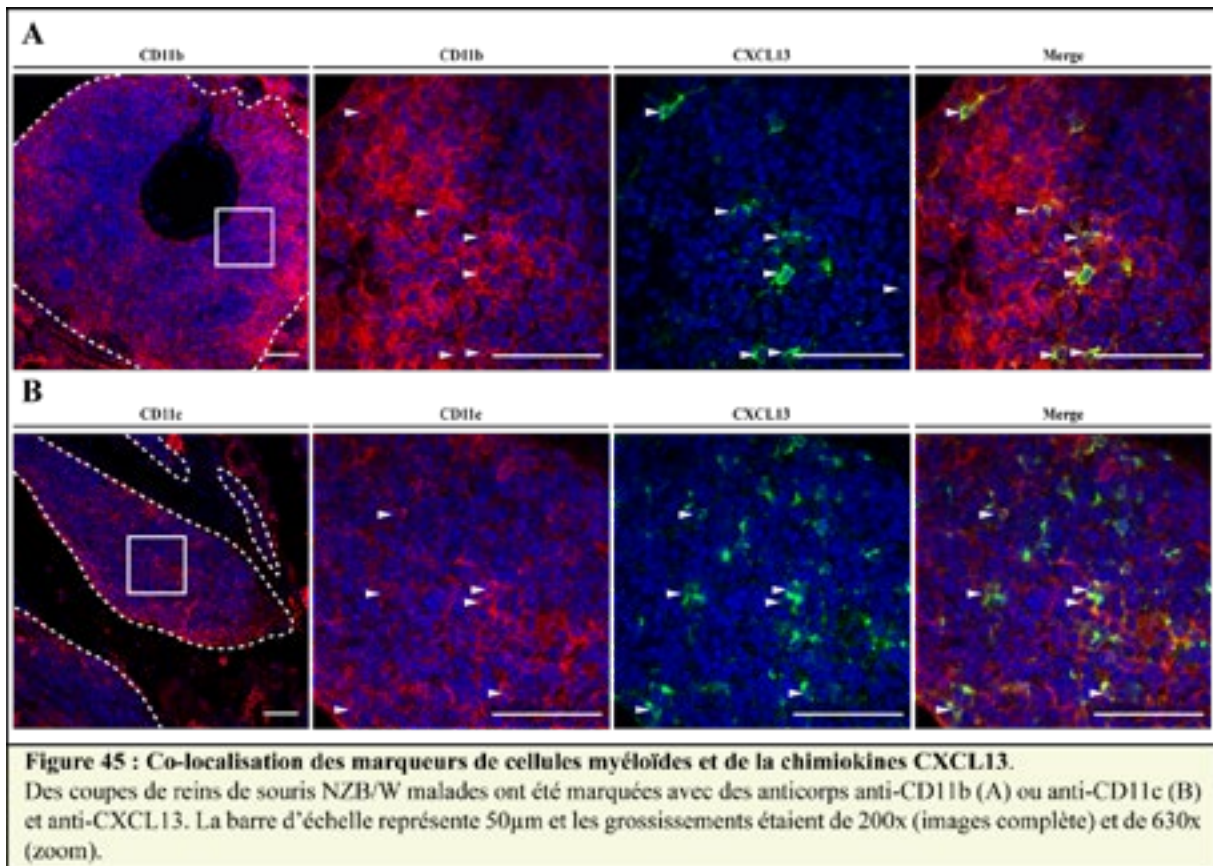 A
CD11b CD11b CXCL13 Merge
B
CD11c CD11c CXCL13 Merge
Figure 45 : Co-localisation des marqueurs de cellules myéloïdes et de la chimiokines CXCL13.
Des coupes de reins de souris NZB/W malades ont été marquées avec des anticorps anti-CD11b (A) ou anti-CD11c (B)
et anti-CXCL13. La barre d'échelle représente 50µm et les grossissements étaient de 200x (images complète) et de 630x
(zoom).